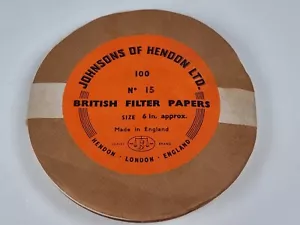 JOHNSONS OF HENDON LTD.
100
Nº 15
BRITISH FILTER PAPERS
SIZE 6 in. approx.
Made in England
HENDON · LONDON · ENGLAND